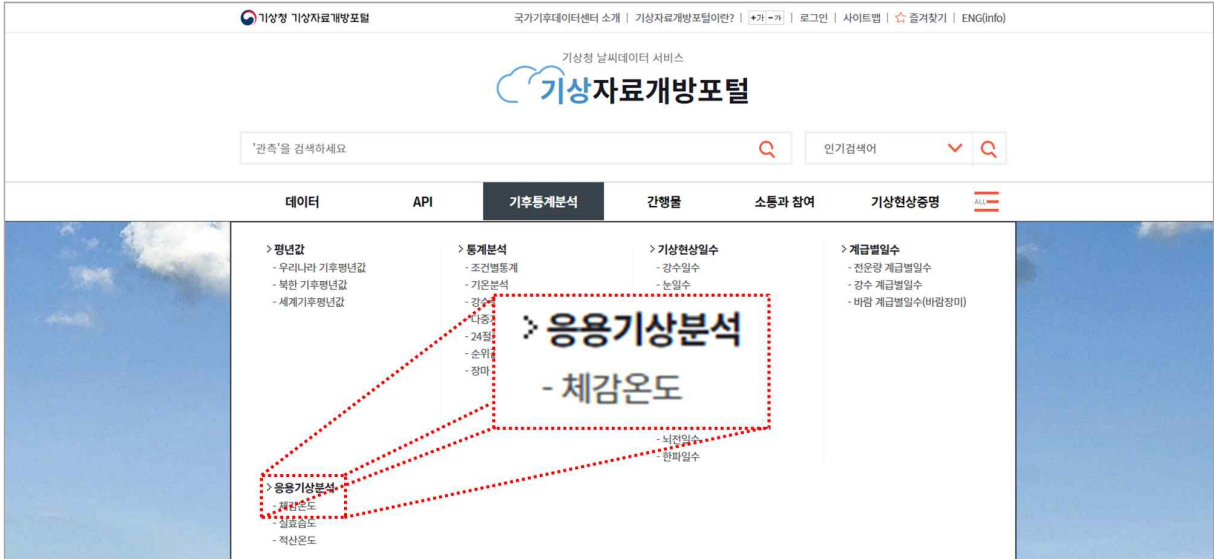 기상청 기상자료개방포털
국가기후데이터센터 소개 | 기상자료개방포털이란? | +가 -가 | 로그인 | 사이트맵 | ☆ 즐겨찾기 | ENG(info)
기상청 날씨데이터 서비스
기상자료개방포털
'관측'을 검색하세요
인기검색어
데이터
API
기후통계분석
간행물
소통과 참여
기상현상증명
ALL
> 평년값
- 우리나라 기후평년값
- 북한 기후평년값
- 세계기후평년값
> 통계분석
- 조건별통계
- 기온분석
- 다중
- 24절
- 순위
- 장마
> 기상현상일수
- 강수일수
- 눈일수
- 뇌전일수
- 한파일수
> 계급별일수
- 전운량 계급별일수
- 강수 계급별일수
- 바람 계급별일수(바람장미)
> 응용기상분석
- 체감온도
> 응용기상분석
- 체감온도
- 실효습도
- 적산온도